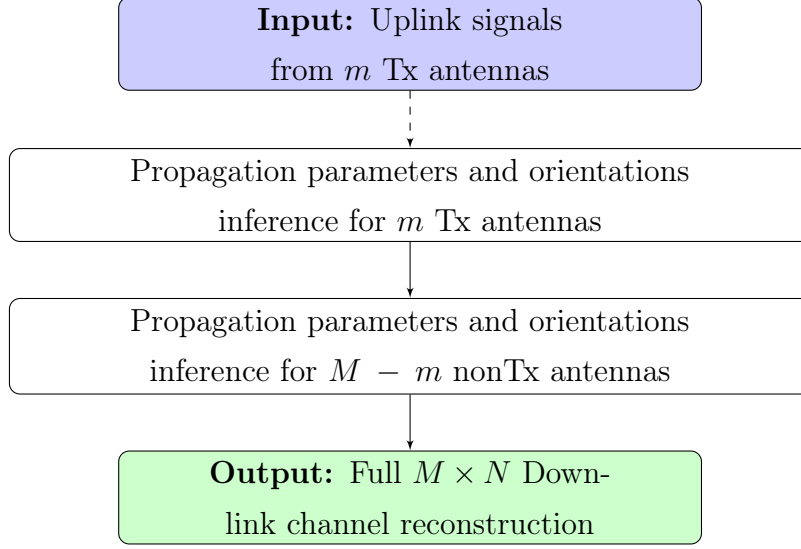 Input: Uplink signals
from m Tx antennas
Propagation parameters and orientations
inference for m Tx antennas
Propagation parameters and orientations
inference for M − m nonTx antennas
Output: Full M × N Down-
link channel reconstruction